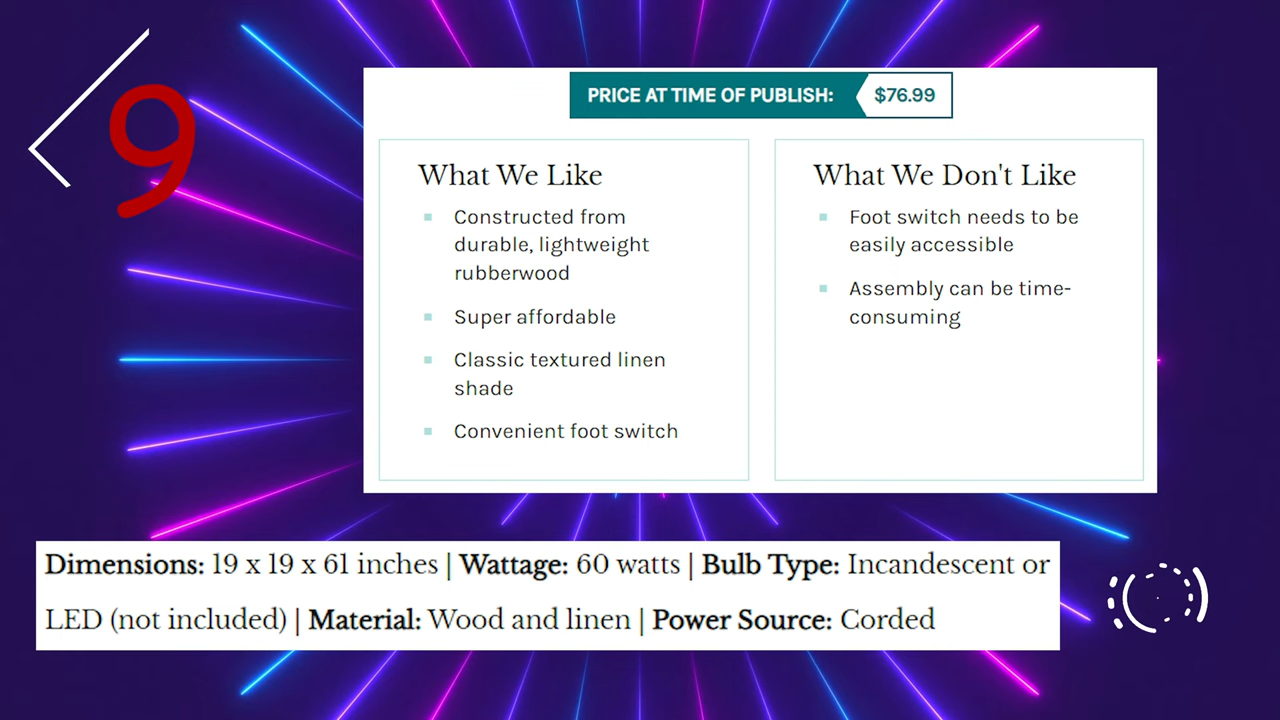 9
PRICE AT TIME OF PUBLISH: $76.99
What We Like
Constructed from
durable, lightweight
rubberwood
Super affordable
Classic textured linen
shade
Convenient foot switch
What We Don't Like
Foot switch needs to be
easily accessible
Assembly can be time-
consuming
Dimensions: 19 x 19 x 61 inches | Wattage: 60 watts | Bulb Type: Incandescent or
LED (not included) | Material: Wood and linen | Power Source: Corded